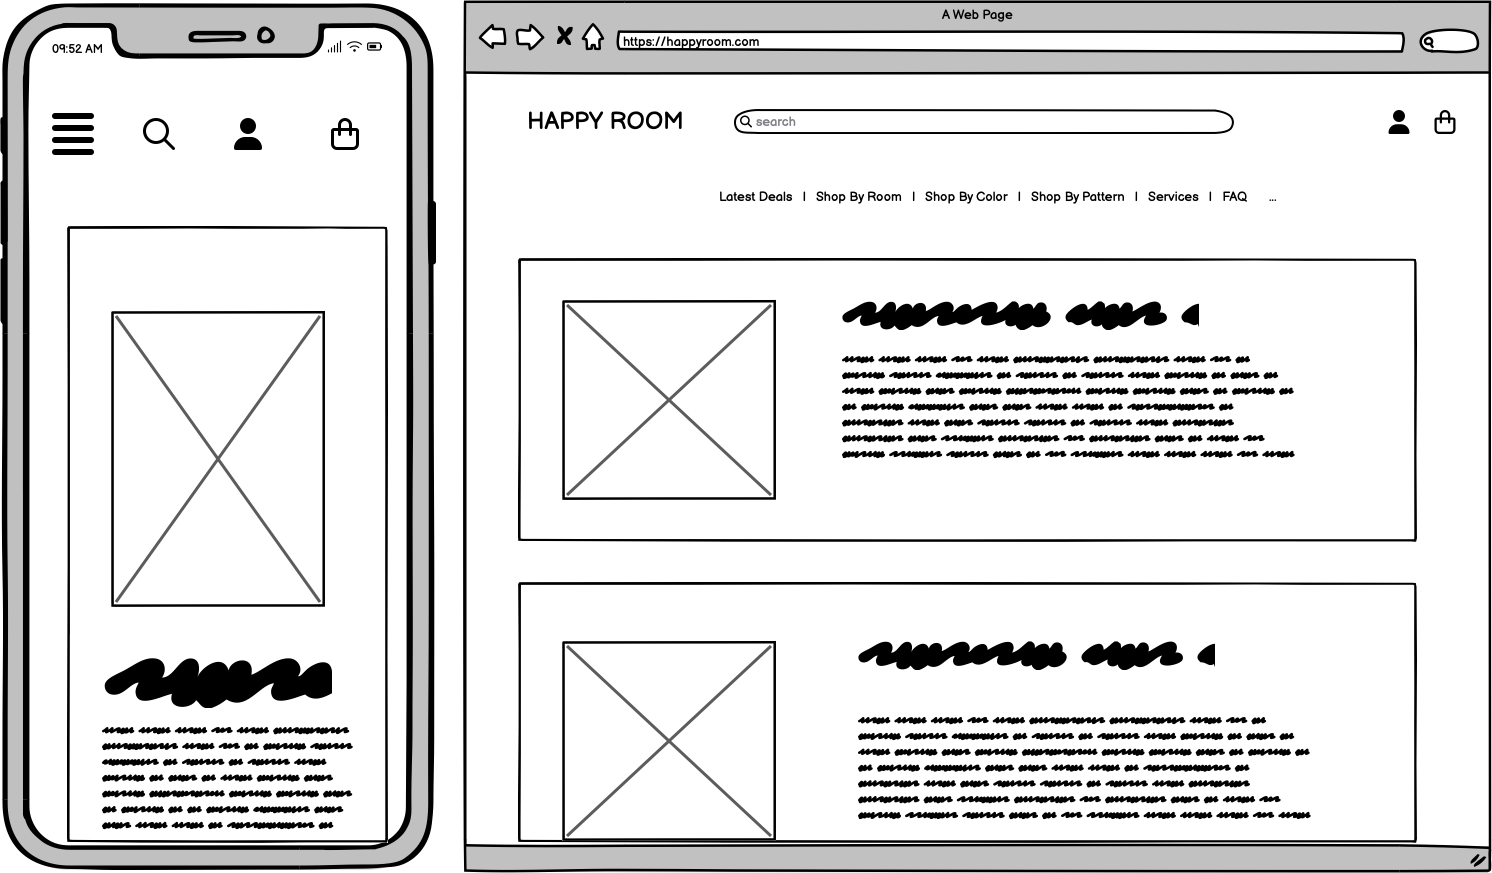 09:52 AM
A Web Page
https://happyroom.com
HAPPY ROOM
search
Latest Deals | Shop By Room | Shop By Color | Shop By Pattern | Services | FAQ ...